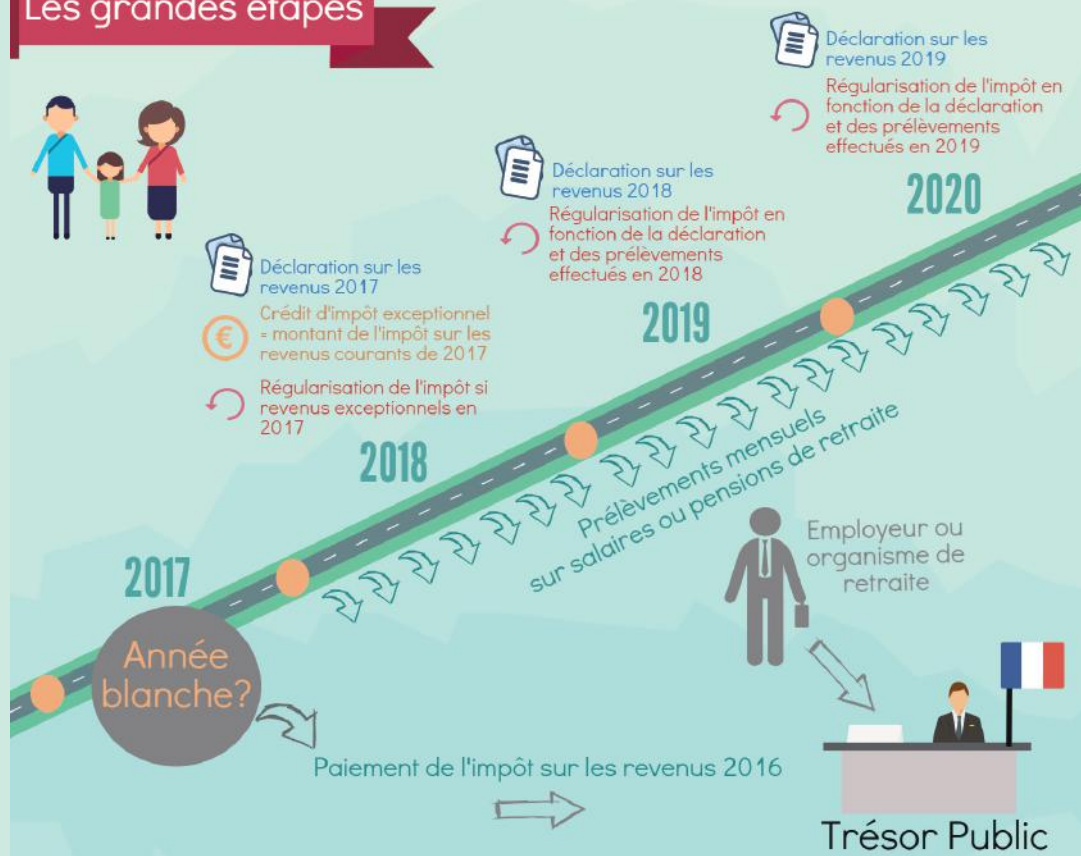 Les grandes étapes
Déclaration sur les
revenus 2019
Régularisation de l'impôt en
fonction de la déclaration
et des prélèvements
effectués en 2019
2020
Déclaration sur les
revenus 2018
Régularisation de l'impôt en
fonction de la déclaration
et des prélèvements
effectués en 2018
2019
Déclaration sur les
revenus 2017
Crédit d'impôt exceptionnel
= montant de l'impôt sur les
revenus courants de 2017
€
Régularisation de l'impôt si
revenus exceptionnels en
2017
2018
Prélèvements mensuels
sur salaires ou pensions de retraite
2017
Année
blanche?
Employeur ou
organisme de
retraite
Paiement de l'impôt sur les revenus 2016
Trésor Public